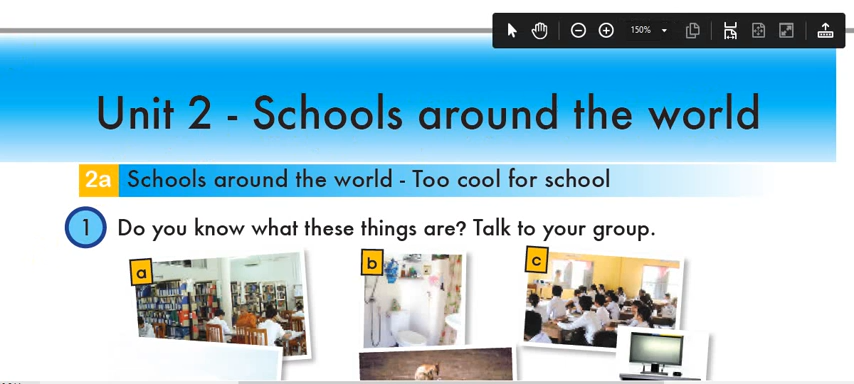 150%
Unit 2 - Schools around the world
2a Schools around the world - Too cool for school
1 Do you know what these things are? Talk to your group.
a
b
c